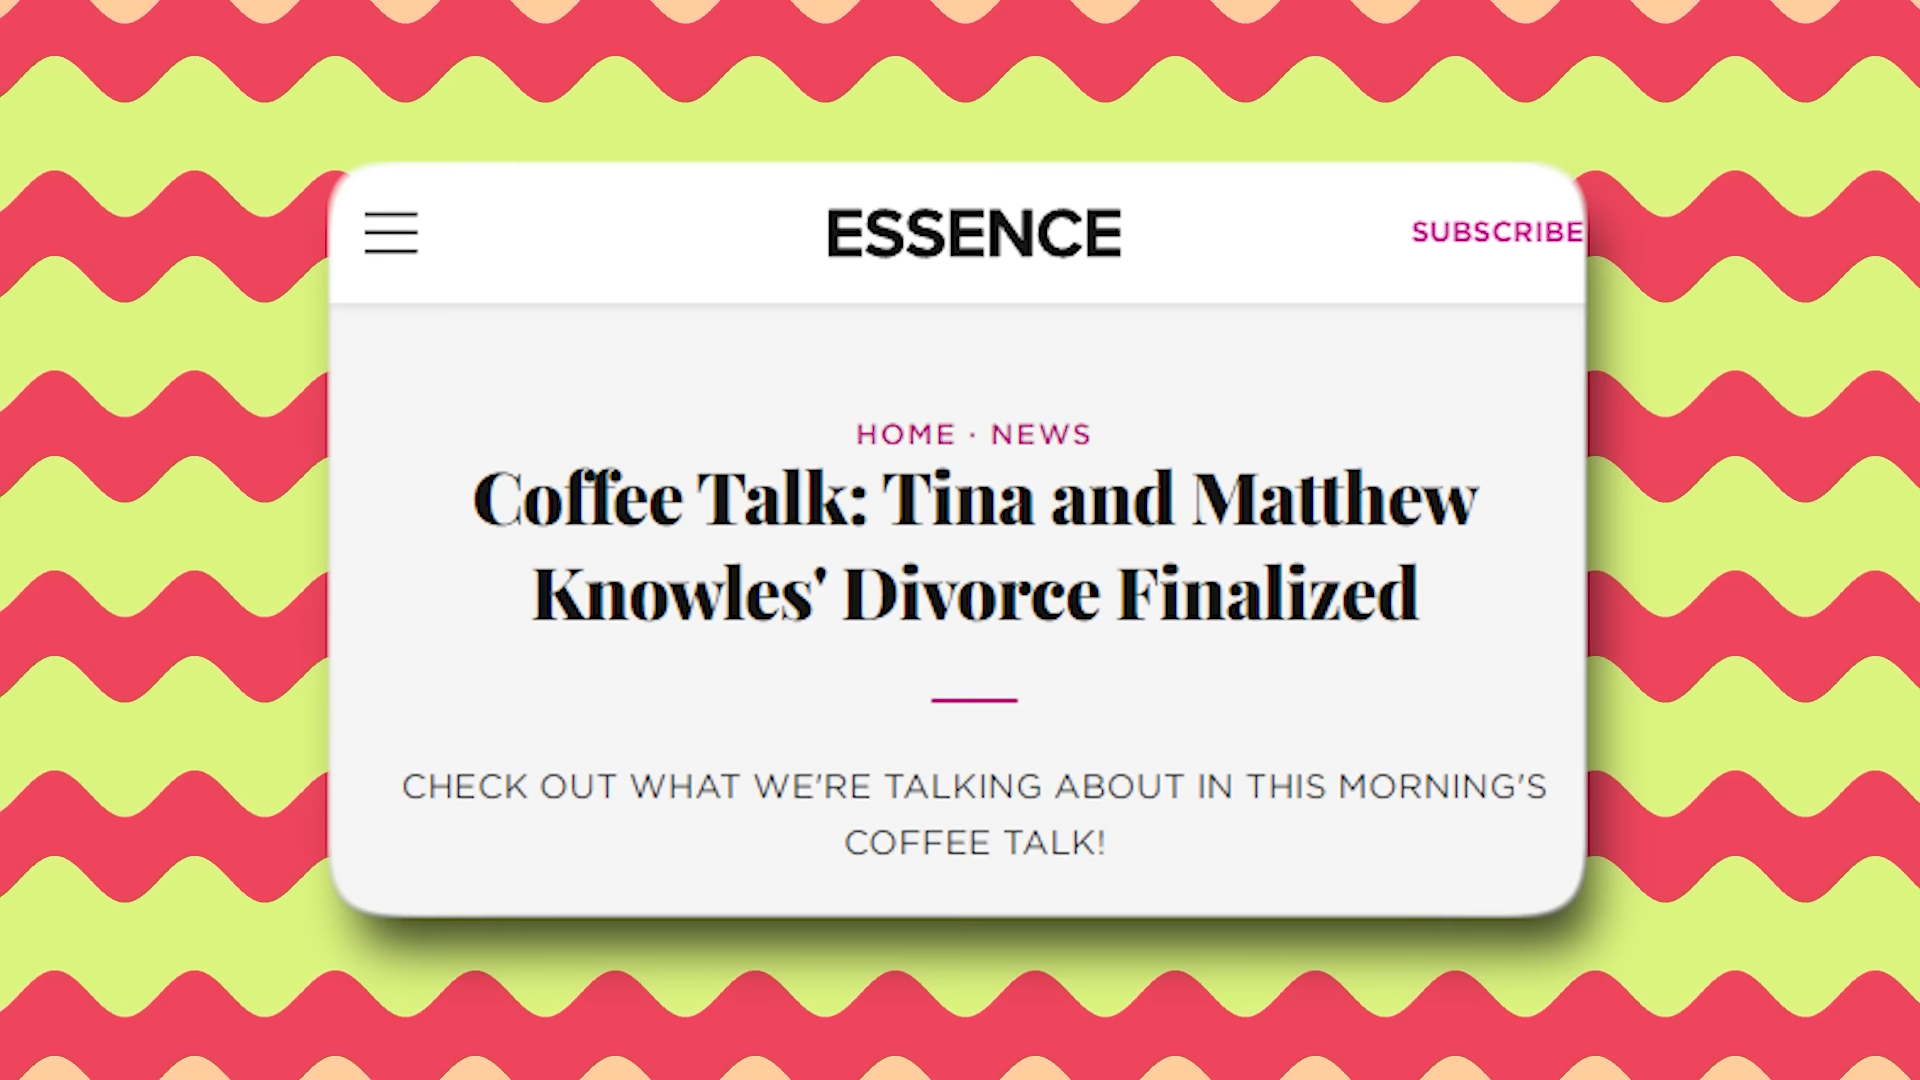 ESSENCE
SUBSCRIBE
HOME · NEWS
Coffee Talk: Tina and Matthew
Knowles' Divorce Finalized
CHECK OUT WHAT WE'RE TALKING ABOUT IN THIS MORNING'S
COFFEE TALK!